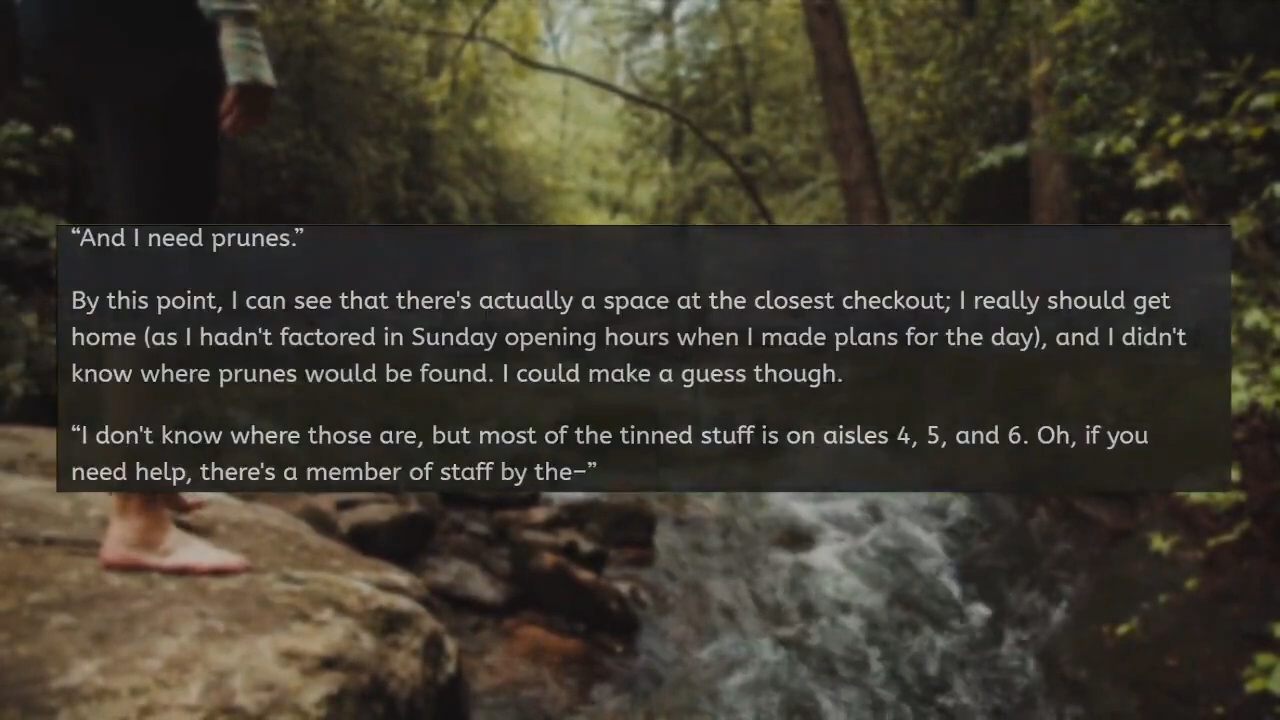 “And I need prunes.”
By this point, I can see that there's actually a space at the closest checkout; I really should get
home (as I hadn't factored in Sunday opening hours when I made plans for the day), and I didn't
know where prunes would be found. I could make a guess though.
“I don't know where those are, but most of the tinned stuff is on aisles 4, 5, and 6. Oh, if you
need help, there's a member of staff by the–”